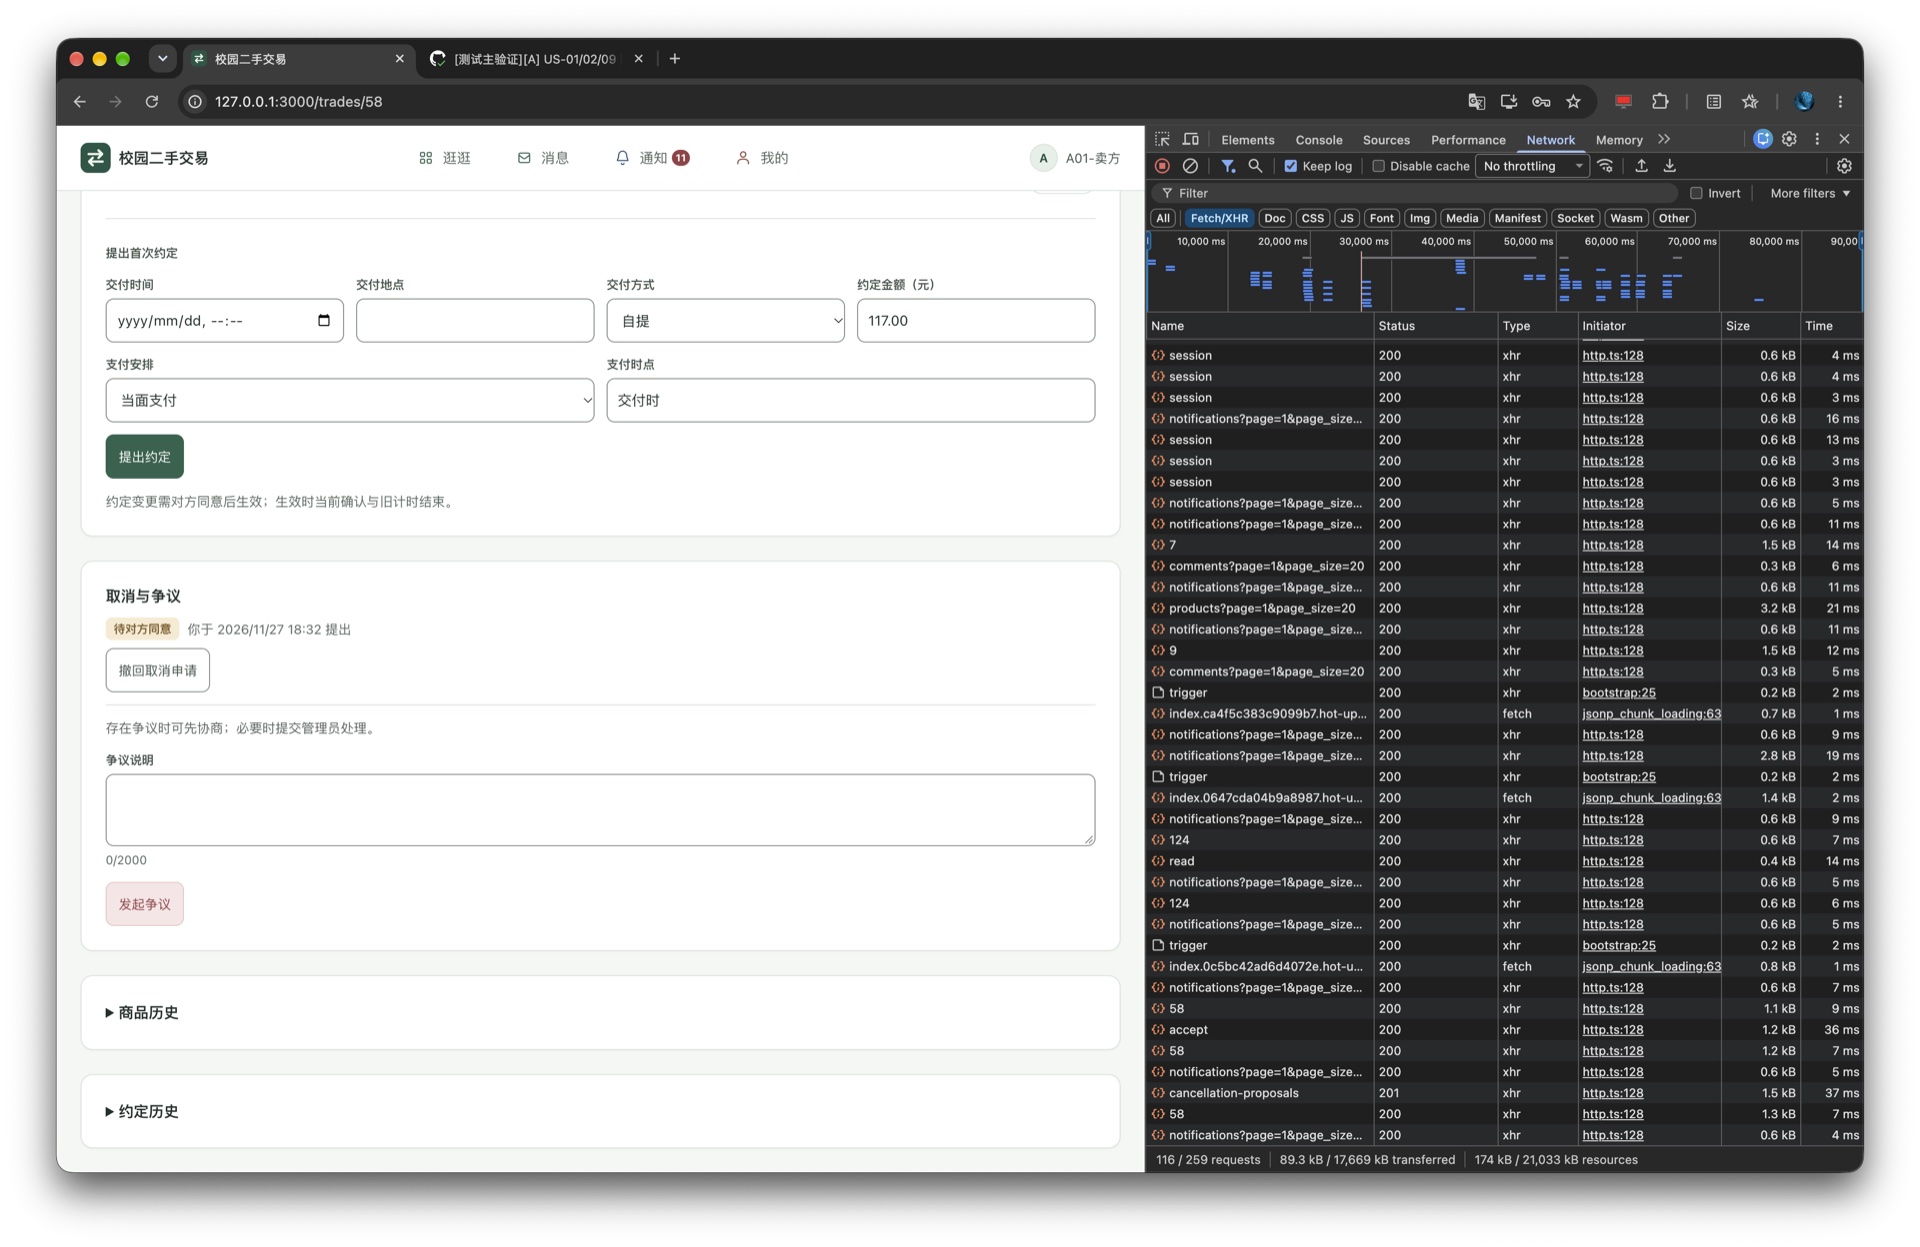 校园二手交易
[测试主验证][A] US-01/02/09
127.0.0.1:3000/trades/58
校园二手交易
逛逛
消息
通知 11
我的
A
A01-卖方
提出首次约定
交付时间
交付地点
交付方式
约定金额（元）
yyyy/mm/dd, --:--
自提
117.00
支付安排
支付时点
当面支付
交付时
提出约定
约定变更需对方同意后生效；生效时当前确认与旧计时结束。
取消与争议
待对方同意 你于 2026/11/27 18:32 提出
撤回取消申请
存在争议时可先协商；必要时提交管理员处理。
争议说明
0/2000
发起争议
商品历史
约定历史
Elements Console Sources Performance Network Memory
Keep log Disable cache No throttling
Filter Invert More filters
All Fetch/XHR Doc CSS JS Font Img Media Manifest Socket Wasm Other
10,000 ms 20,000 ms 30,000 ms 40,000 ms 50,000 ms 60,000 ms 70,000 ms 80,000 ms 90,00
Name Status Type Initiator Size Time
session 200 xhr http.ts:128 0.6 kB 4 ms
session 200 xhr http.ts:128 0.6 kB 4 ms
session 200 xhr http.ts:128 0.6 kB 3 ms
notifications?page=1&page_size... 200 xhr http.ts:128 0.6 kB 16 ms
session 200 xhr http.ts:128 0.6 kB 13 ms
session 200 xhr http.ts:128 0.6 kB 3 ms
session 200 xhr http.ts:128 0.6 kB 3 ms
notifications?page=1&page_size... 200 xhr http.ts:128 0.6 kB 5 ms
notifications?page=1&page_size... 200 xhr http.ts:128 0.6 kB 11 ms
7 200 xhr http.ts:128 1.5 kB 14 ms
comments?page=1&page_size=20 200 xhr http.ts:128 0.3 kB 6 ms
notifications?page=1&page_size... 200 xhr http.ts:128 0.6 kB 11 ms
products?page=1&page_size=20 200 xhr http.ts:128 3.2 kB 21 ms
notifications?page=1&page_size... 200 xhr http.ts:128 0.6 kB 11 ms
9 200 xhr http.ts:128 1.5 kB 12 ms
comments?page=1&page_size=20 200 xhr http.ts:128 0.3 kB 5 ms
trigger 200 xhr bootstrap:25 0.2 kB 2 ms
index.ca4f5c383c9099b7.hot-up... 200 fetch jsonp_chunk_loading:63 0.7 kB 1 ms
notifications?page=1&page_size... 200 xhr http.ts:128 0.6 kB 9 ms
notifications?page=1&page_size... 200 xhr http.ts:128 2.8 kB 19 ms
trigger 200 xhr bootstrap:25 0.2 kB 2 ms
index.0647cda04b9a8987.hot-u... 200 fetch jsonp_chunk_loading:63 1.4 kB 2 ms
notifications?page=1&page_size... 200 xhr http.ts:128 0.6 kB 9 ms
124 200 xhr http.ts:128 0.6 kB 7 ms
read 200 xhr http.ts:128 0.4 kB 14 ms
notifications?page=1&page_size... 200 xhr http.ts:128 0.6 kB 5 ms
124 200 xhr http.ts:128 0.6 kB 6 ms
notifications?page=1&page_size... 200 xhr http.ts:128 0.6 kB 5 ms
trigger 200 xhr bootstrap:25 0.2 kB 2 ms
index.0c5bc42ad6d4072e.hot-u... 200 fetch jsonp_chunk_loading:63 0.8 kB 1 ms
notifications?page=1&page_size... 200 xhr http.ts:128 0.6 kB 7 ms
58 200 xhr http.ts:128 1.1 kB 9 ms
accept 200 xhr http.ts:128 1.2 kB 36 ms
58 200 xhr http.ts:128 1.2 kB 7 ms
notifications?page=1&page_size... 200 xhr http.ts:128 0.6 kB 5 ms
cancellation-proposals 201 xhr http.ts:128 1.5 kB 37 ms
58 200 xhr http.ts:128 1.3 kB 7 ms
notifications?page=1&page_size... 200 xhr http.ts:128 0.6 kB 4 ms
116 / 259 requests 89.3 kB / 17,669 kB transferred 174 kB / 21,033 kB resources